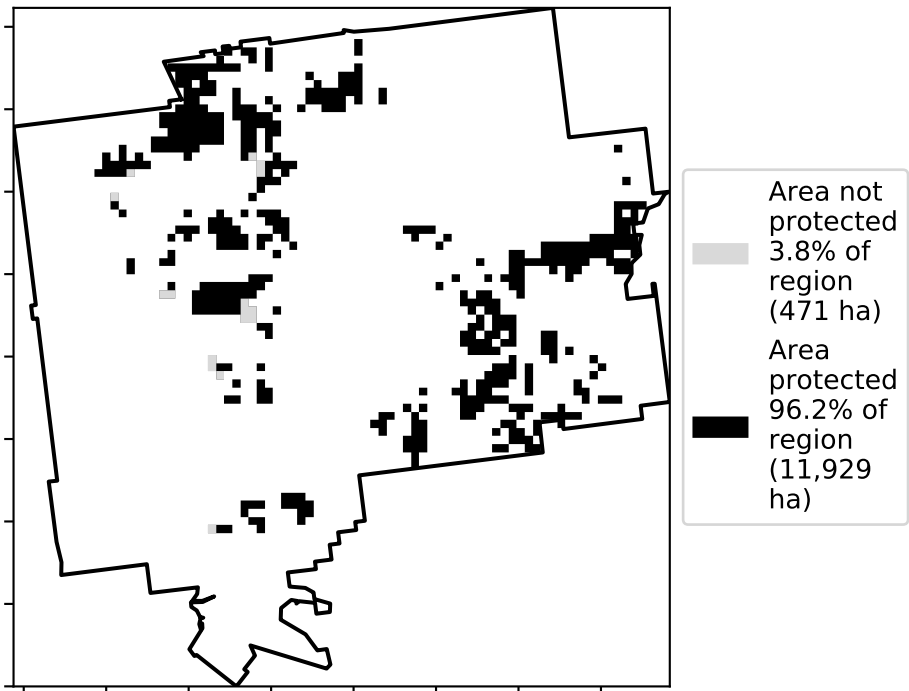 Area not
protected
3.8% of
region
(471 ha)
Area
protected
96.2% of
region
(11,929
ha)